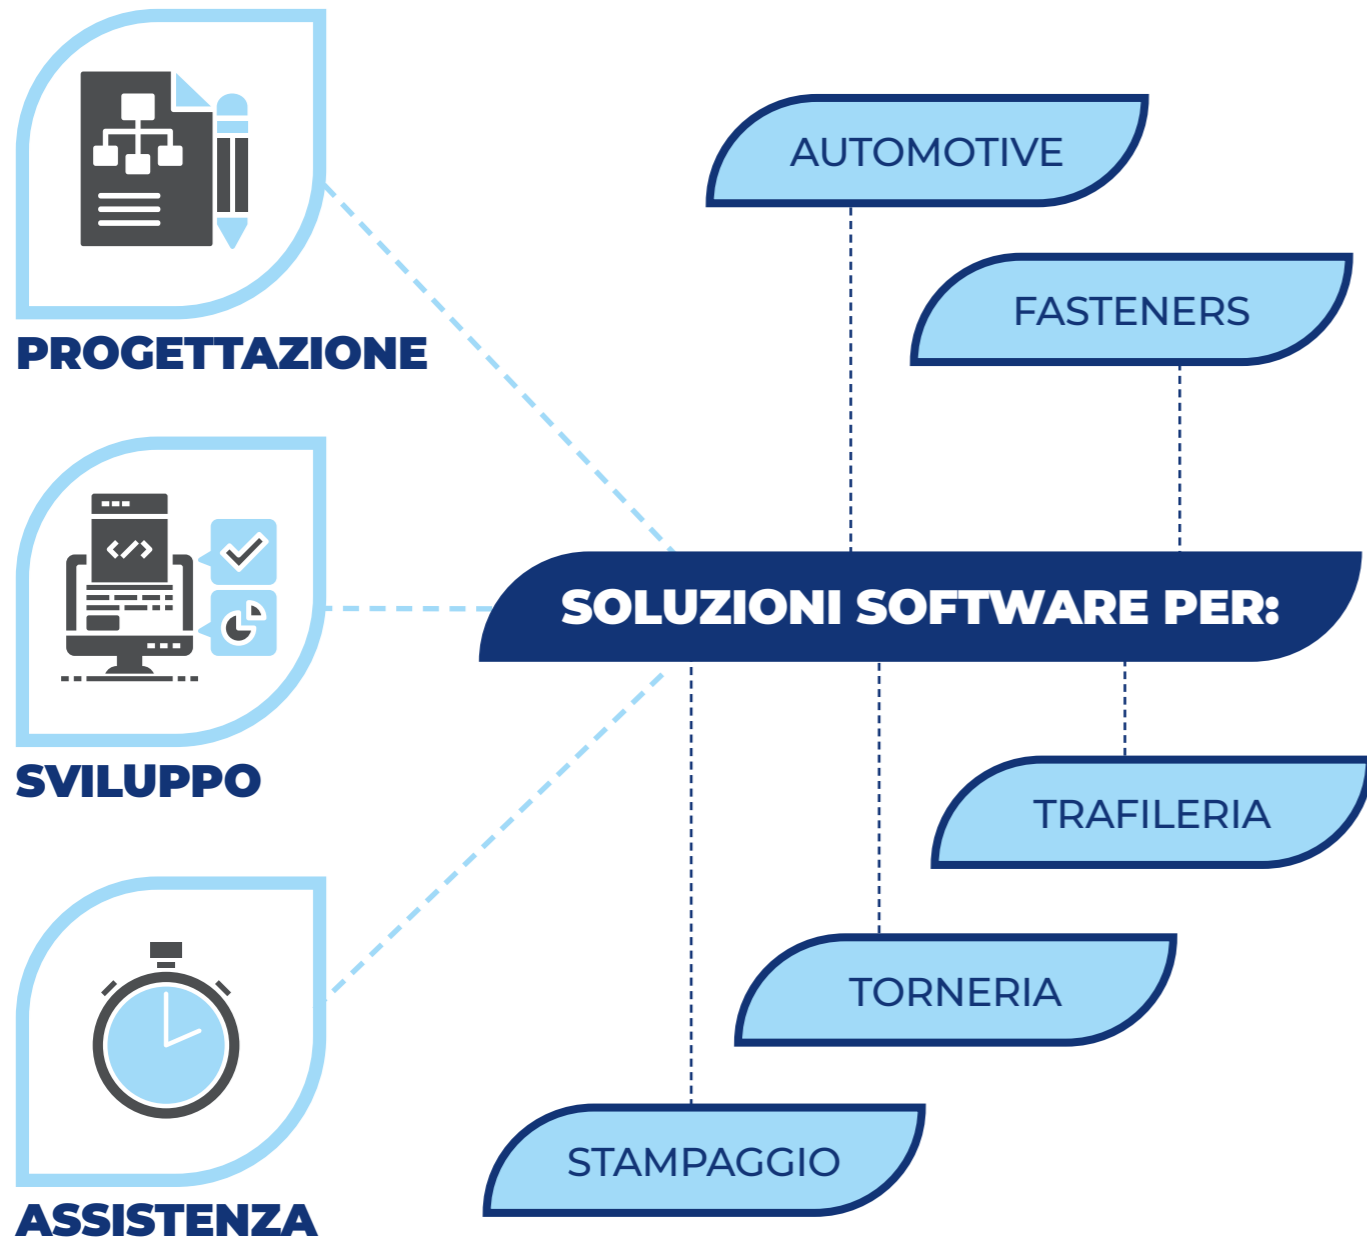 PROGETTAZIONE
SVILUPPO
ASSISTENZA
AUTOMOTIVE
FASTENERS
SOLUZIONI SOFTWARE PER:
TRAFILERIA
TORNERIA
STAMPAGGIO